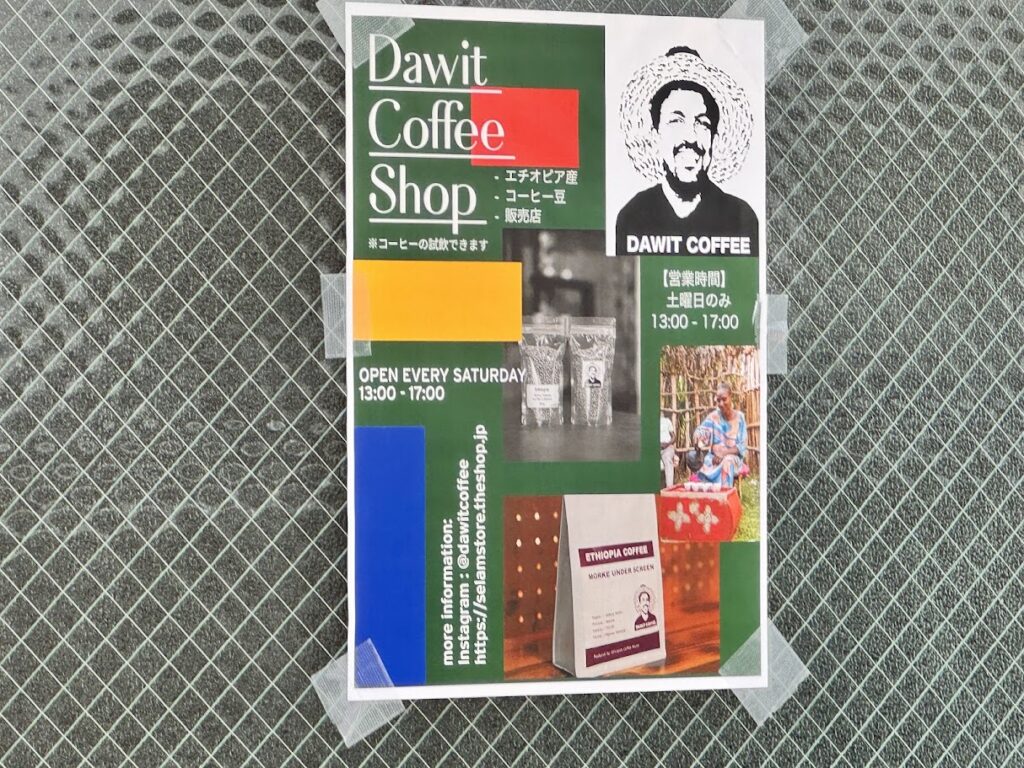 Dawit
Coffee
Shop
- エチオピア産
- コーヒー豆
- 販売店
※コーヒーの試飲できます
DAWIT COFFEE
【営業時間】
土曜日のみ
13:00 - 17:00
OPEN EVERY SATURDAY
13:00 - 17:00
more information:
Instagram : @dawitcoffee
https://selamstore.theshop.jp
ETHIOPIA COFFEE
WORKE UNDER SCREEN
DAWIT COFFEE